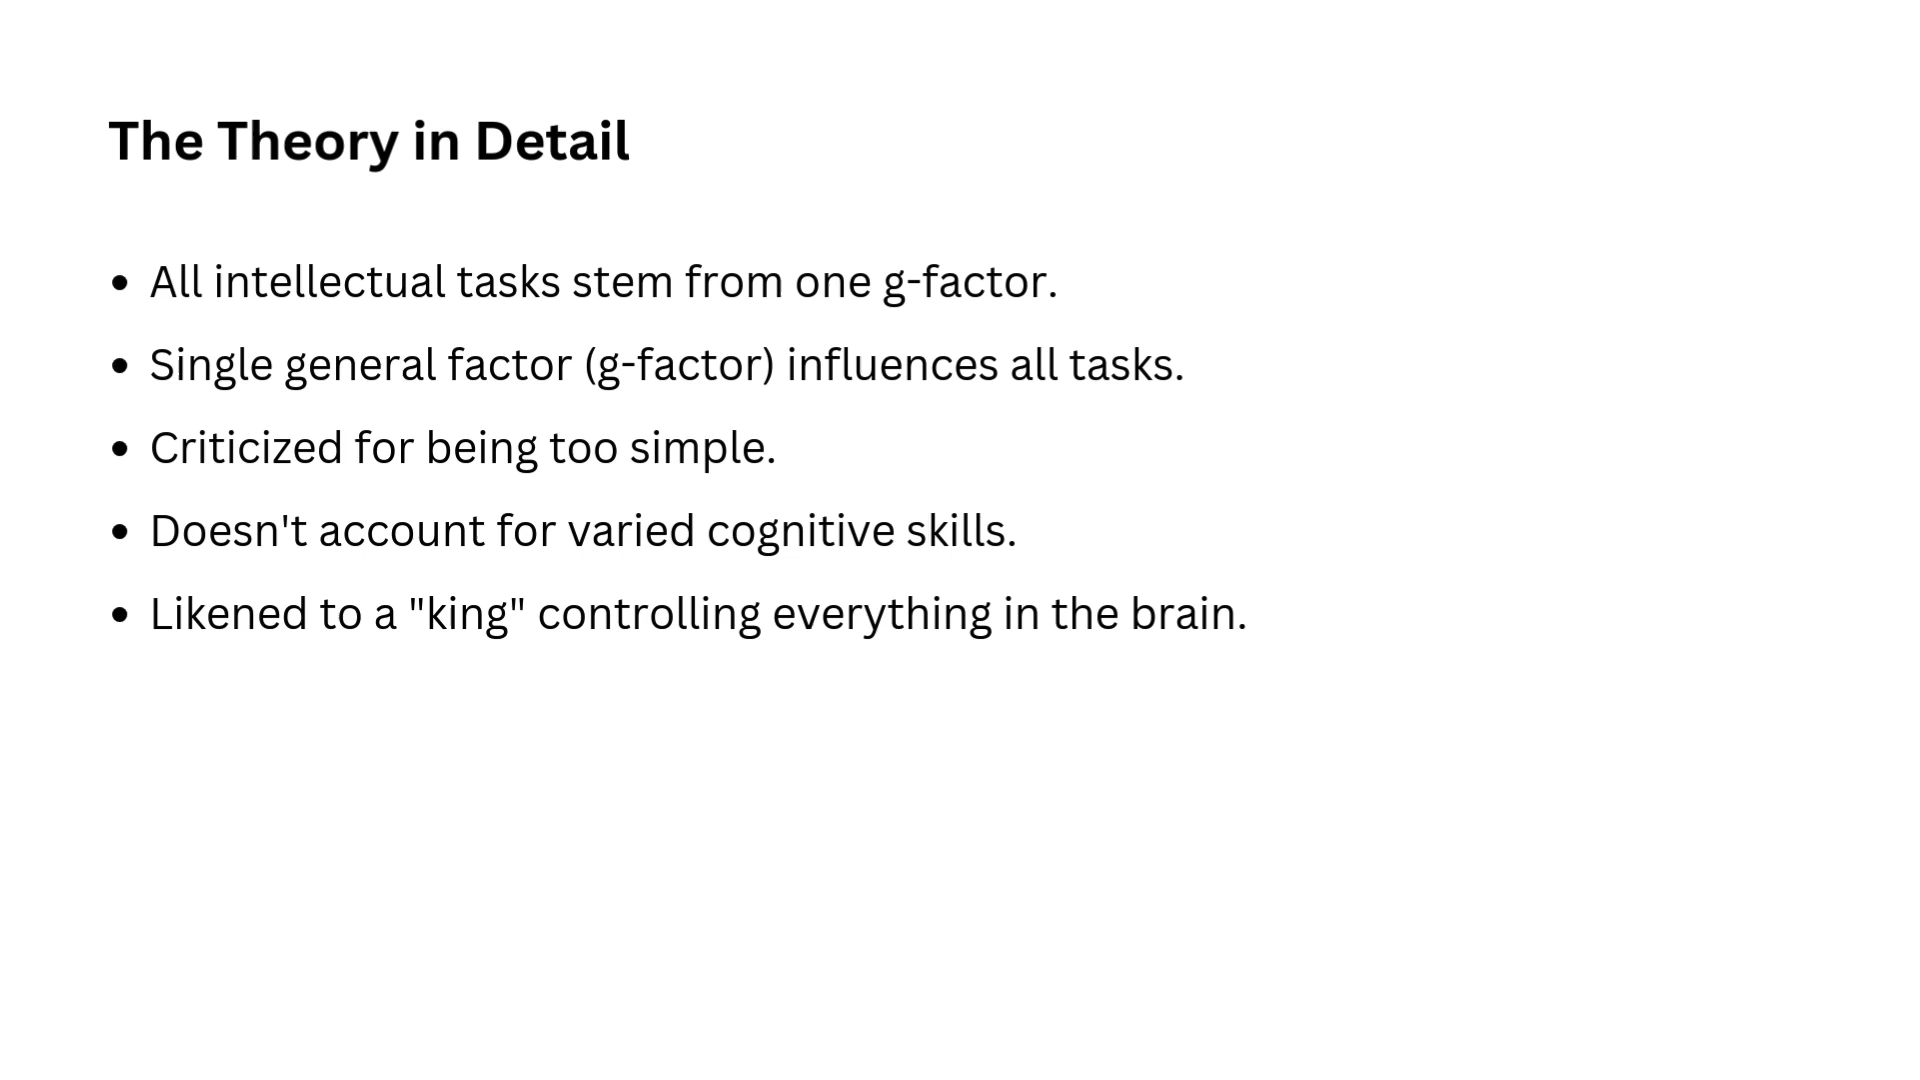 The Theory in Detail
• All intellectual tasks stem from one g-factor.
• Single general factor (g-factor) influences all tasks.
• Criticized for being too simple.
• Doesn't account for varied cognitive skills.
• Likened to a "king" controlling everything in the brain.